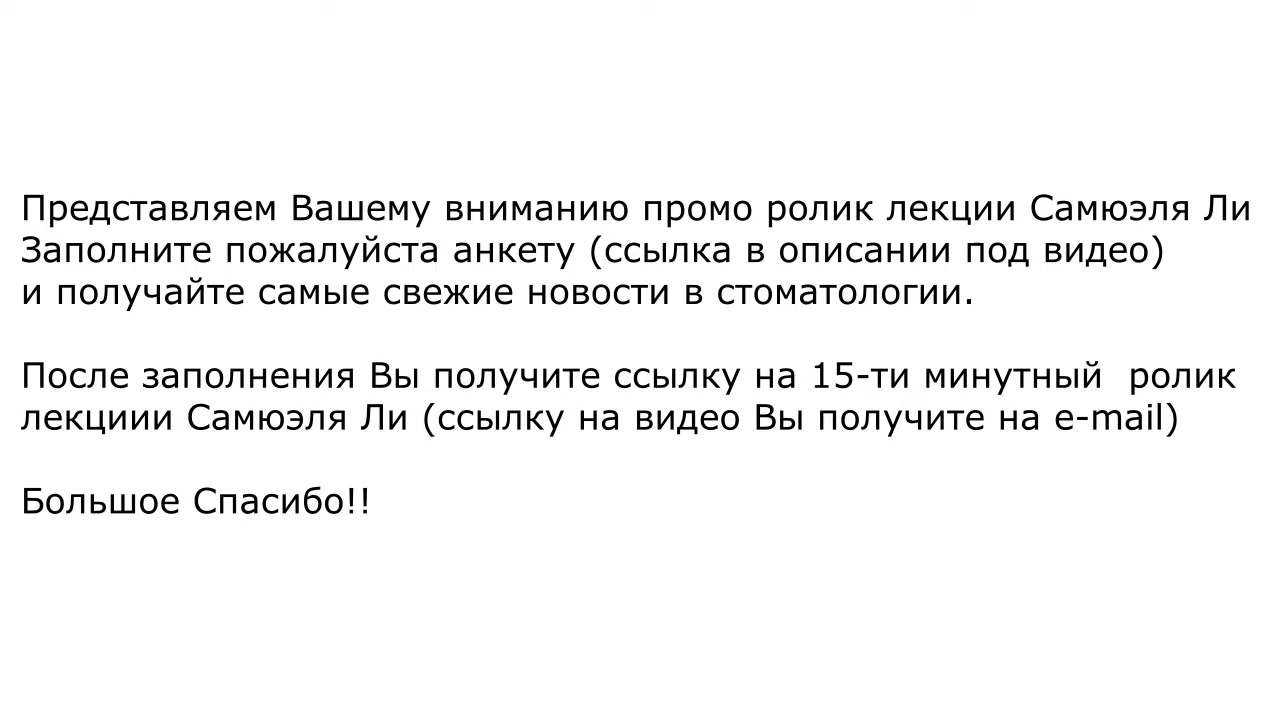 Представляем Вашему вниманию промо ролик лекции Самюэля Ли
Заполните пожалуйста анкету (ссылка в описании под видео)
и получайте самые свежие новости в стоматологии.
После заполнения Вы получите ссылку на 15-ти минутный  ролик
лекциии Самюэля Ли (ссылку на видео Вы получите на e-mail)
Большое Спасибо!!